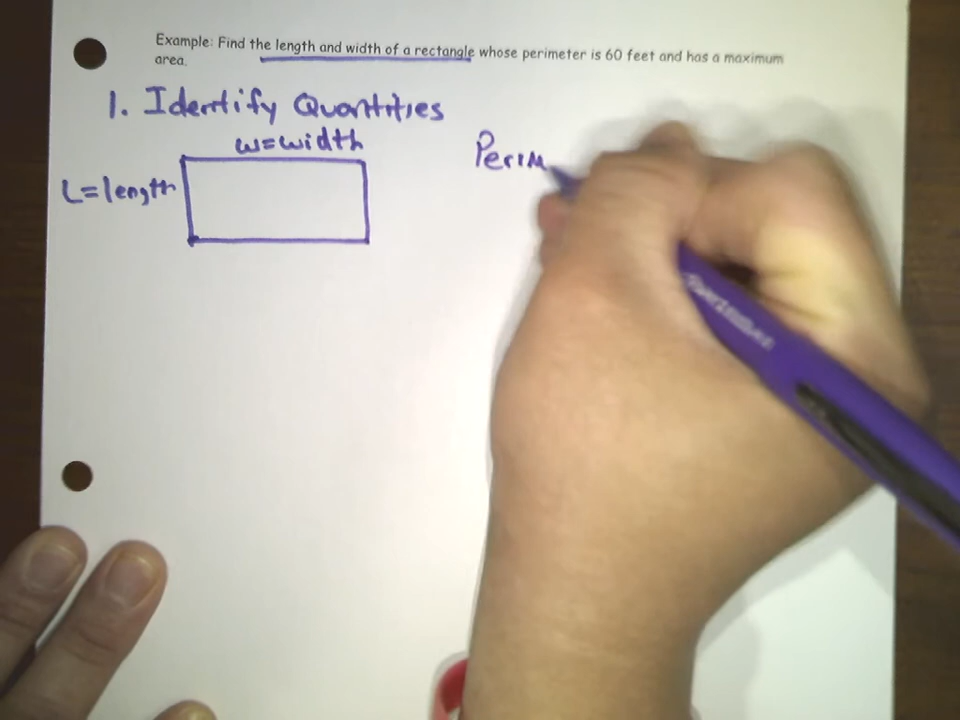 Example: Find the length and width of a rectangle whose perimeter is 60 feet and has a maximum
area.
1. Identify Quantities
w=width
L=length
Perim